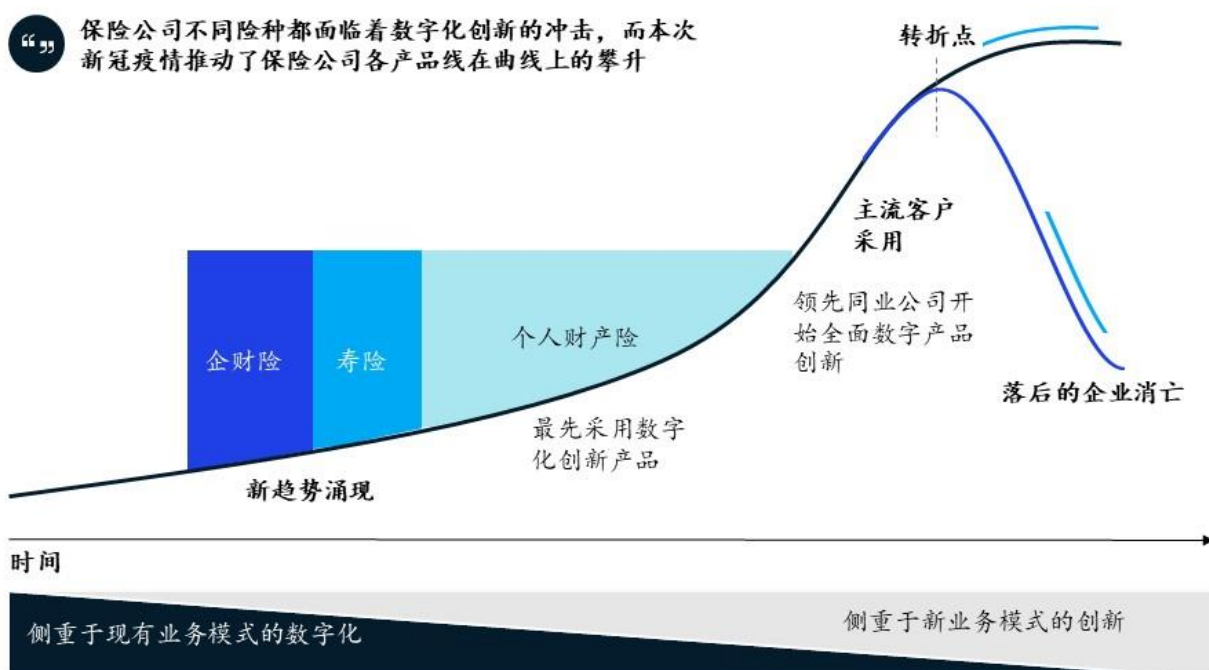 保险公司不同险种都面临着数字化创新的冲击，而本次
新冠疫情推动了保险公司各产品线在曲线上的攀升
转折点
主流客户
采用
领先同业公司开
始全面数字产品
创新
企财险
寿险
个人财产险
落后的企业消亡
最先采用数字
化创新产品
新趋势涌现
时间
侧重于现有业务模式的数字化
侧重于新业务模式的创新